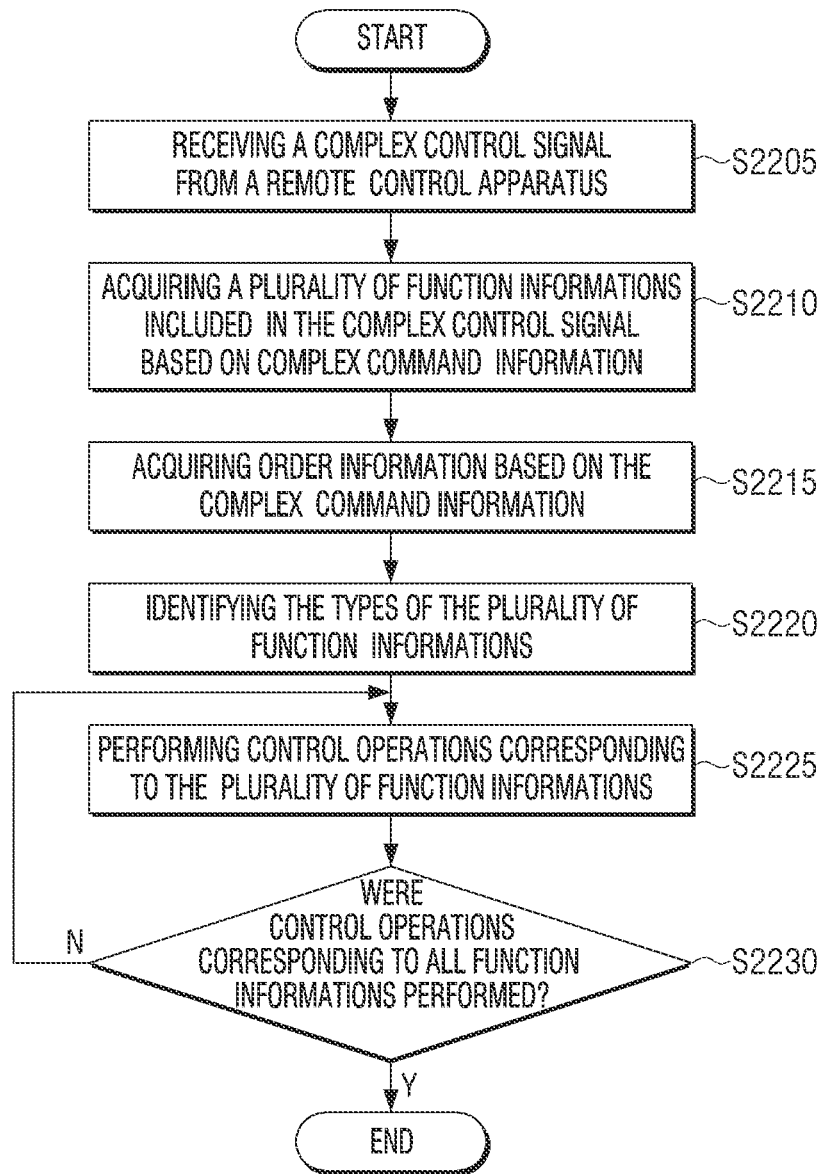 START
RECEIVING A COMPLEX CONTROL SIGNAL
FROM A REMOTE CONTROL APPARATUS
S2205
ACQUIRING A PLURALITY OF FUNCTION INFORMATIONS
INCLUDED IN THE COMPLEX CONTROL SIGNAL
BASED ON COMPLEX COMMAND INFORMATION
S2210
ACQUIRING ORDER INFORMATION BASED ON THE
COMPLEX COMMAND INFORMATION
S2215
IDENTIFYING THE TYPES OF THE PLURALITY OF
FUNCTION INFORMATIONS
S2220
PERFORMING CONTROL OPERATIONS CORRESPONDING
TO THE PLURALITY OF FUNCTION INFORMATIONS
S2225
WERE
CONTROL OPERATIONS
CORRESPONDING TO ALL FUNCTION
INFORMATIONS PERFORMED?
S2230
N
Y
END